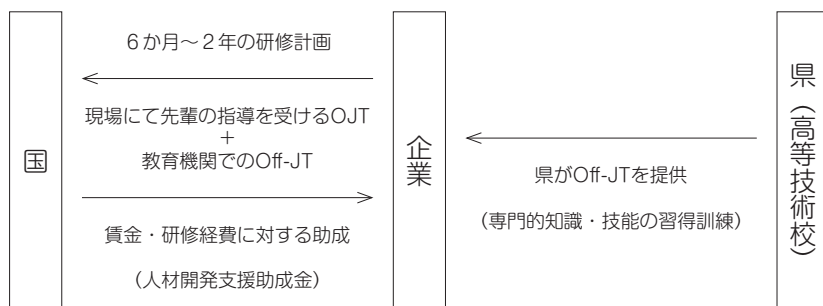 国
6か月～2年の研修計画
現場にて先輩の指導を受けるOJT
+
教育機関でのOff-JT
賃金・研修経費に対する助成
(人材開発支援助成金)
企業
県がOff-JTを提供
(専門的知識・技能の習得訓練)
県(高等技術校)